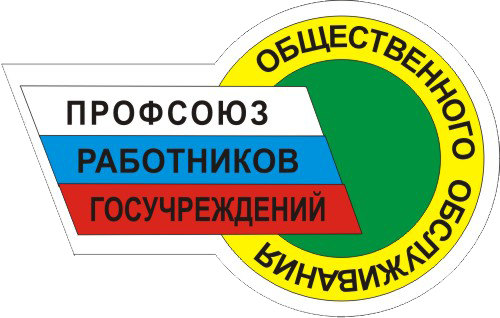 ПРОФСОЮЗ
РАБОТНИКОВ
ГОСУЧРЕЖДЕНИЙ
ОБЩЕСТВЕННОГО ОБСЛУЖИВАНИЯ